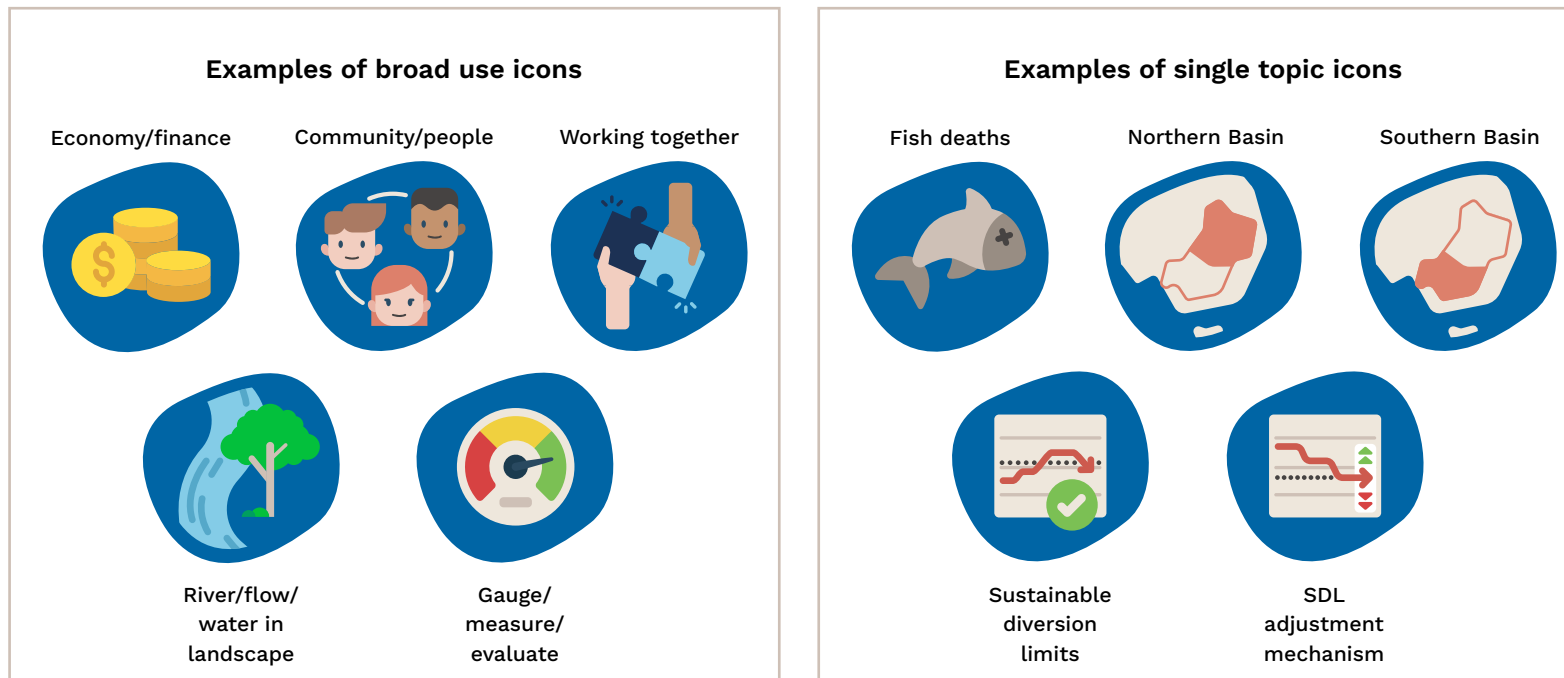 Examples of broad use icons
Economy/finance
Community/people
Working together
$
River/flow/
water in
landscape
Gauge/
measure/
evaluate
Examples of single topic icons
Fish deaths
Northern Basin
Southern Basin
Sustainable
diversion
limits
SDL
adjustment
mechanism